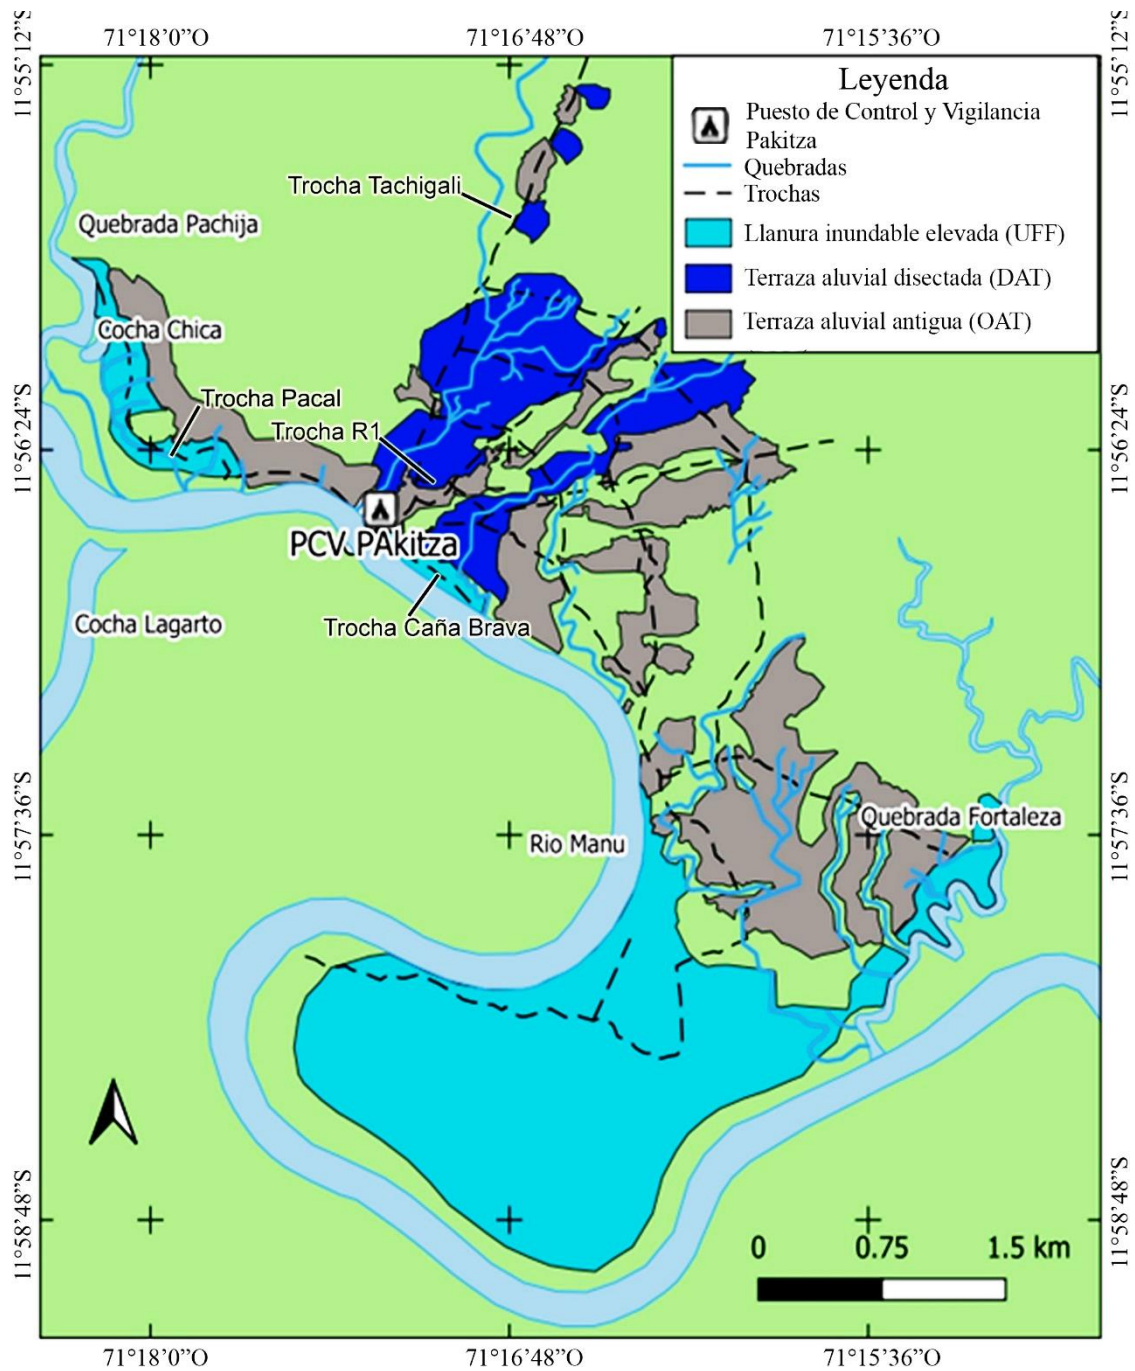 71°18’0”O
71°16’48”O
71°15’36”O
11°55’12”S
11°55’12”S
Leyenda
Puesto de Control y Vigilancia
Pakitza
Quebradas
Trochas
Llanura inundable elevada (UFF)
Terraza aluvial disectada (DAT)
Terraza aluvial antigua (OAT)
Trocha Tachigali
Quebrada Pachija
Cocha Chica
Trocha Pacal
Trocha R1
11°56’24”S
11°56’24”S
PCV PAkitza
Cocha Lagarto
Trocha Caña Brava
Quebrada Fortaleza
Rio Manu
11°57’36”S
11°57’36”S
11°58’48”S
11°58’48”S
0 0.75 1.5 km
71°18’0”O
71°16’48”O
71°15’36”O